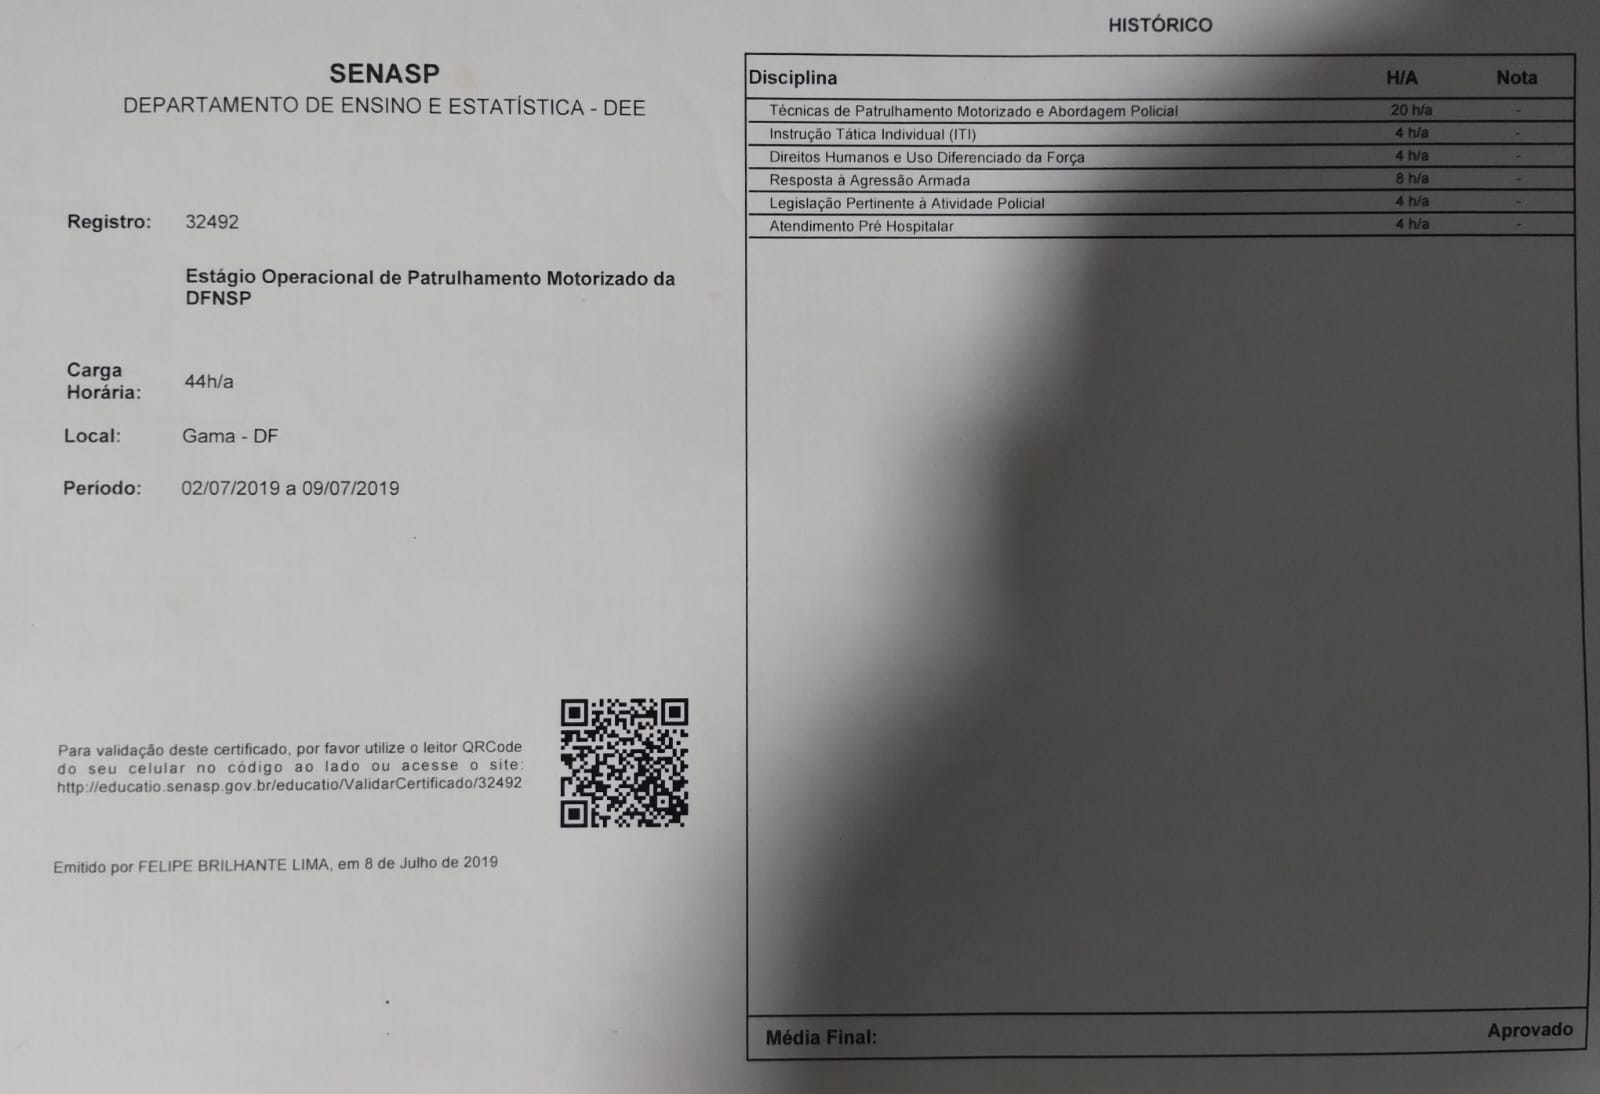 SENASP
DEPARTAMENTO DE ENSINO E ESTATÍSTICA - DEE
Registro: 32492
Estágio Operacional de Patrulhamento Motorizado da
DFNSP
Carga
Horária: 44h/a
Local: Gama - DF
Período: 02/07/2019 a 09/07/2019
Para validação deste certificado, por favor utilize o leitor QRCode
do seu celular no código ao lado ou acesse o site:
http://educatio.senasp.gov.br/educatio/ValidarCertificado/32492
Emitido por FELIPE BRILHANTE LIMA, em 8 de Julho de 2019
HISTÓRICO
Disciplina H/A Nota
Técnicas de Patrulhamento Motorizado e Abordagem Policial 20 h/a -
Instrução Tática Individual (ITI) 4 h/a -
Direitos Humanos e Uso Diferenciado da Força 4 h/a -
Resposta à Agressão Armada 8 h/a -
Legislação Pertinente à Atividade Policial 4 h/a -
Atendimento Pré Hospitalar 4 h/a -
Média Final: Aprovado